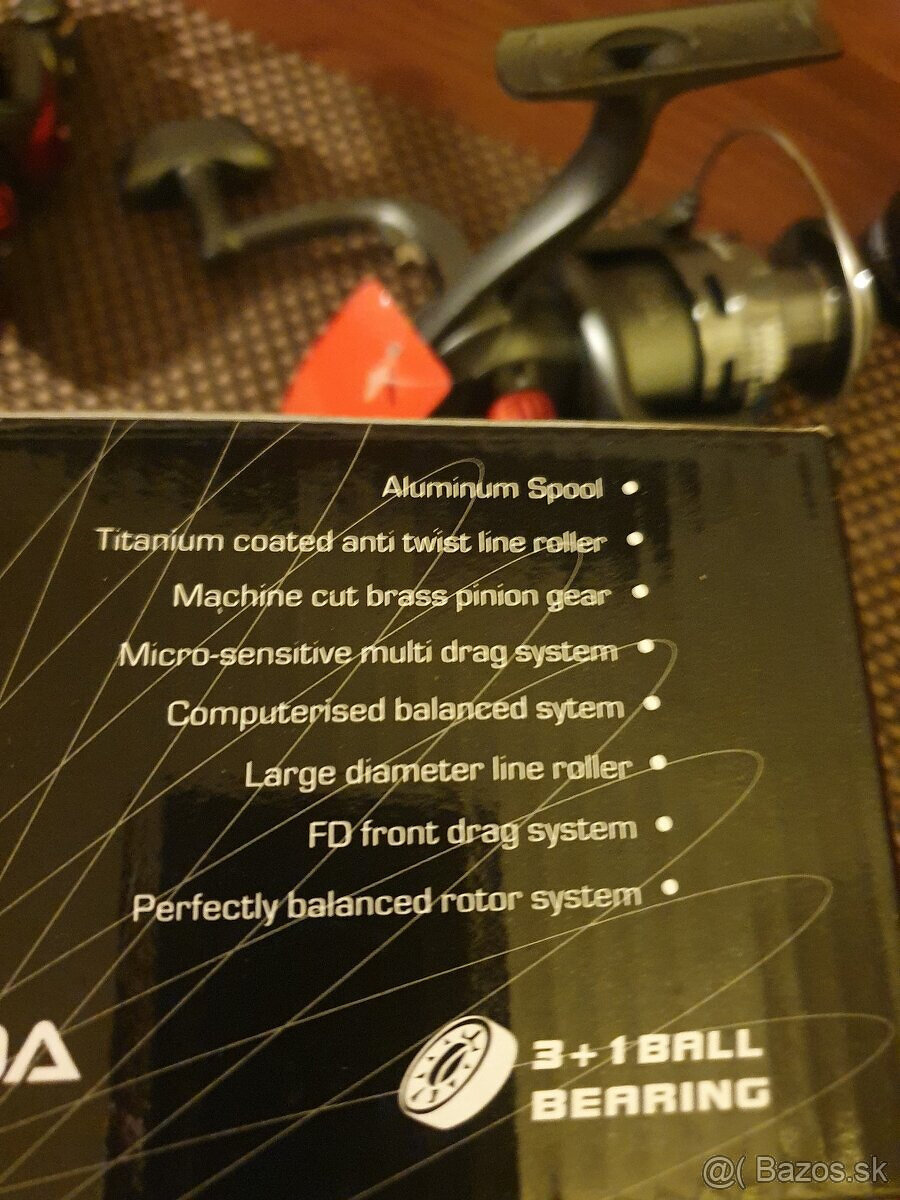 Aluminum Spool •
Titanium coated anti twist line roller •
Machine cut brass pinion gear •
Micro-sensitive multi drag system •
Computerised balanced sytem •
Large diameter line roller •
FD front drag system •
Perfectly balanced rotor system •
3+1 BALL
BEARING
@( Bazos.sk